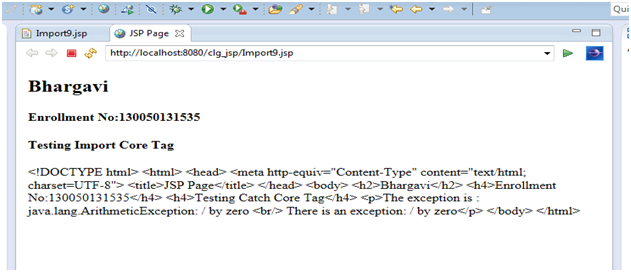 Qui
Import9.jsp
JSP Page
http://localhost:8080/clg_jsp/Import9.jsp
Bhargavi
Enrollment No:130050131535
Testing Import Core Tag
<!DOCTYPE html> <html> <head> <meta http-equiv="Content-Type" content="text/html;
charset=UTF-8"> <title>JSP Page</title> </head> <body> <h2>Bhargavi</h2> <h4>Enrollment
No:130050131535</h4> <h4>Testing Catch Core Tag</h4> <p>The exception is :
java.lang.ArithmeticException: / by zero <br/> There is an exception: / by zero</p> </body> </html>